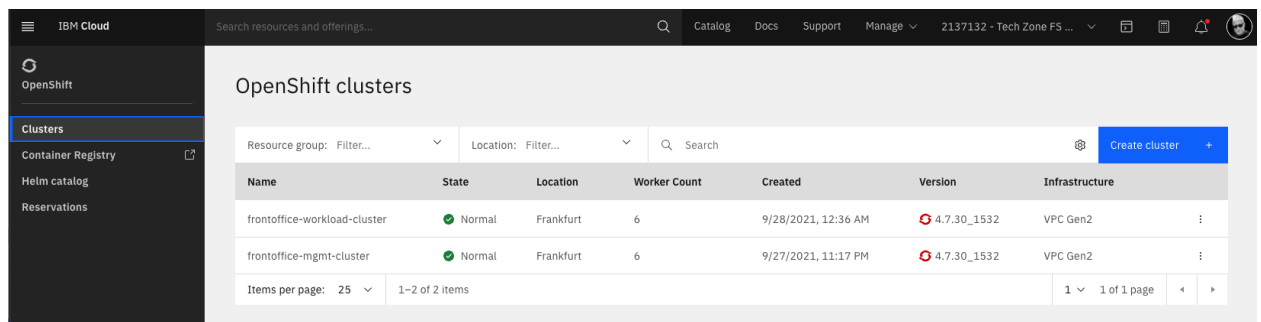 IBM Cloud
Search resources and offerings...
Catalog Docs Support Manage 2137132 - Tech Zone FS ...
OpenShift
Clusters
Container Registry
Helm catalog
Reservations
OpenShift clusters
Resource group: Filter... Location: Filter... Search Create cluster +
Name State Location Worker Count Created Version Infrastructure
frontoffice-workload-cluster Normal Frankfurt 6 9/28/2021, 12:36 AM 4.7.30_1532 VPC Gen2
frontoffice-mgmt-cluster Normal Frankfurt 6 9/27/2021, 11:17 PM 4.7.30_1532 VPC Gen2
Items per page: 25 1–2 of 2 items 1 1 of 1 page